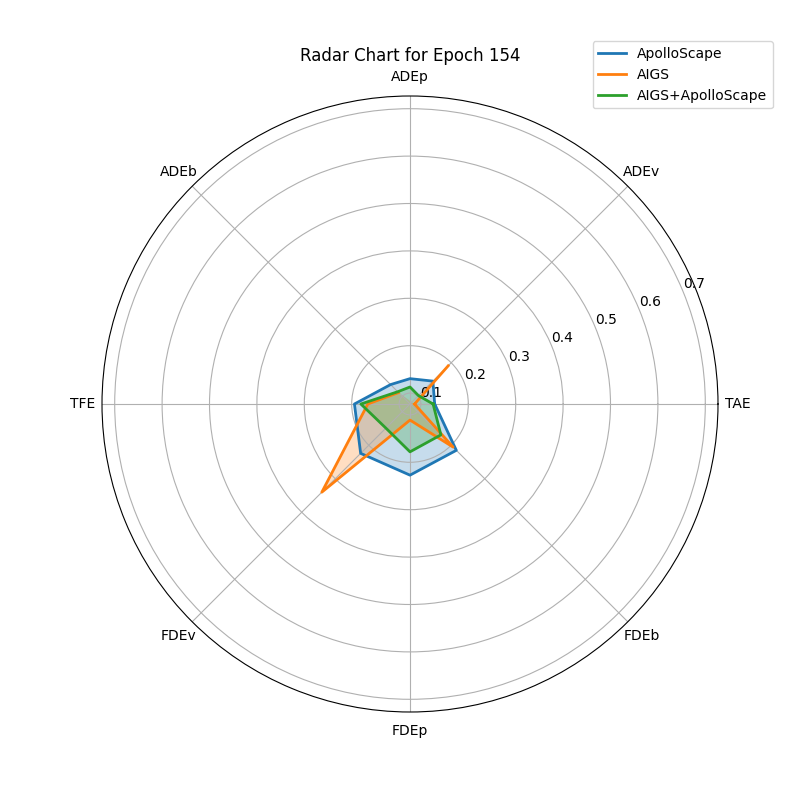 Radar Chart for Epoch 154
ApolloScape
AIGS
AIGS+ApolloScape
ADEp
ADEb
ADEv
0.7
0.6
0.5
0.4
0.3
0.2
0.1
TFE
TAE
FDEv
FDEb
FDEp